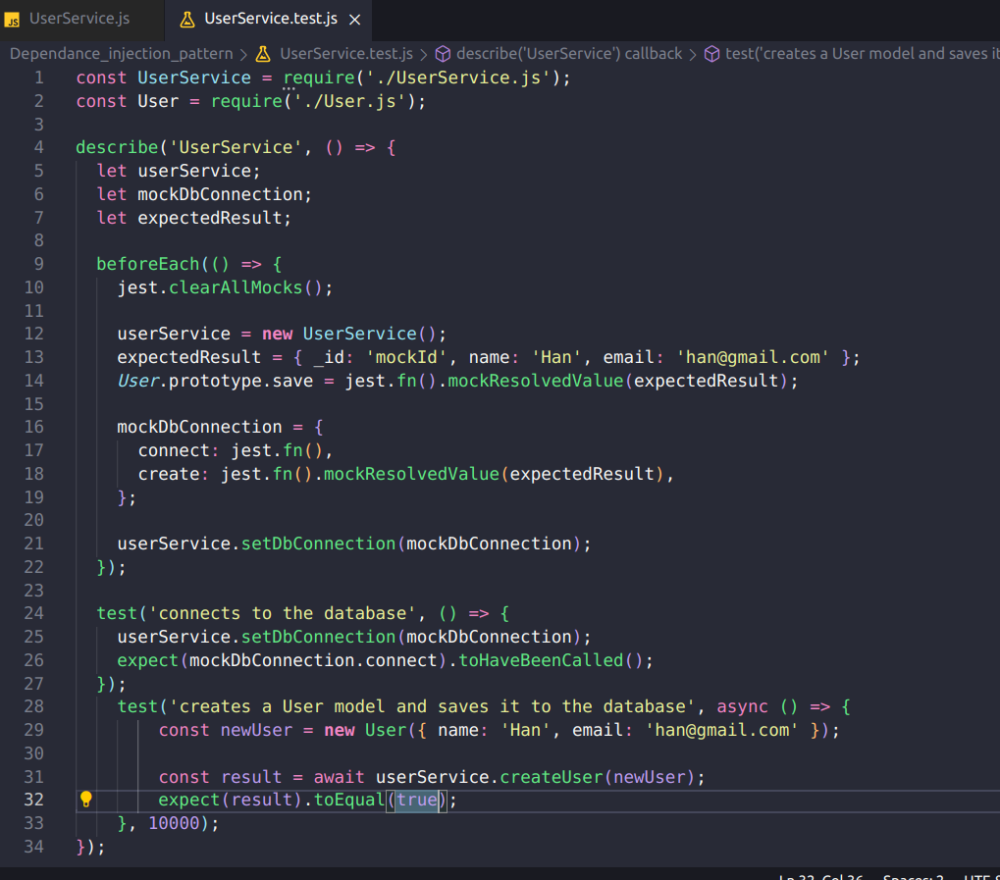 JS UserService.js
UserService.test.js ×
Dependance_injection_pattern > UserService.test.js > describe('UserService') callback > test('creates a User model and saves it
1 const UserService = require('./UserService.js');
2 const User = require('./User.js');
3
4 describe('UserService', () => {
5   let userService;
6   let mockDbConnection;
7   let expectedResult;
8
9   beforeEach(() => {
10     jest.clearAllMocks();
11
12     userService = new UserService();
13     expectedResult = { _id: 'mockId', name: 'Han', email: 'han@gmail.com' };
14     User.prototype.save = jest.fn().mockResolvedValue(expectedResult);
15
16     mockDbConnection = {
17       connect: jest.fn(),
18       create: jest.fn().mockResolvedValue(expectedResult),
19     };
20
21     userService.setDbConnection(mockDbConnection);
22   });
23
24   test('connects to the database', () => {
25     userService.setDbConnection(mockDbConnection);
26     expect(mockDbConnection.connect).toHaveBeenCalled();
27   });
28     test('creates a User model and saves it to the database', async () => {
29         const newUser = new User({ name: 'Han', email: 'han@gmail.com' });
30
31         const result = await userService.createUser(newUser);
32         expect(result).toEqual(true);
33     }, 10000);
34 });
Ln 32, Col 36 Spaces: 2